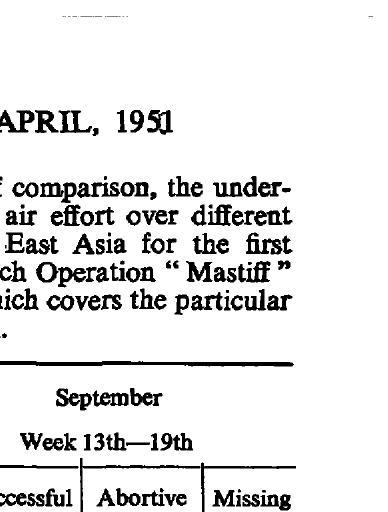 APRIL, 1951
f comparison, the under-
air effort over different
East Asia for the first
ch Operation “ Mastiff ”
hich covers the particular
.
September
Week 13th—19th
ccessful Abortive Missing